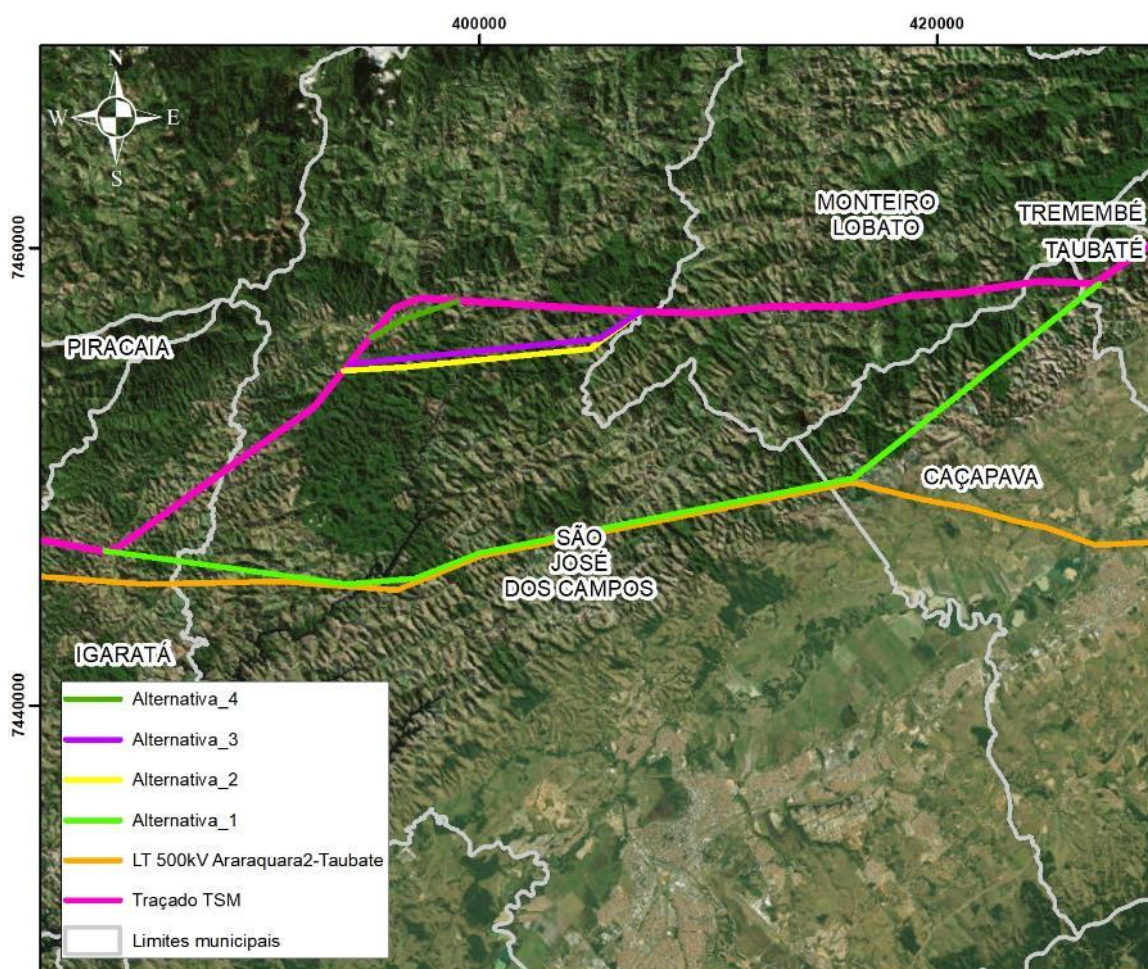 400000
420000
N
W
E
S
7460000
7440000
MONTEIRO
LOBATO
TREMEMBÉ
TAUBATÉ
PIRACAIA
CAÇAPAVA
SÃO
JOSÉ
DOS CAMPOS
IGARATÁ
Alternativa_4
Alternativa_3
Alternativa_2
Alternativa_1
LT 500kV Araraquara2-Taubate
Traçado TSM
Limites municipais